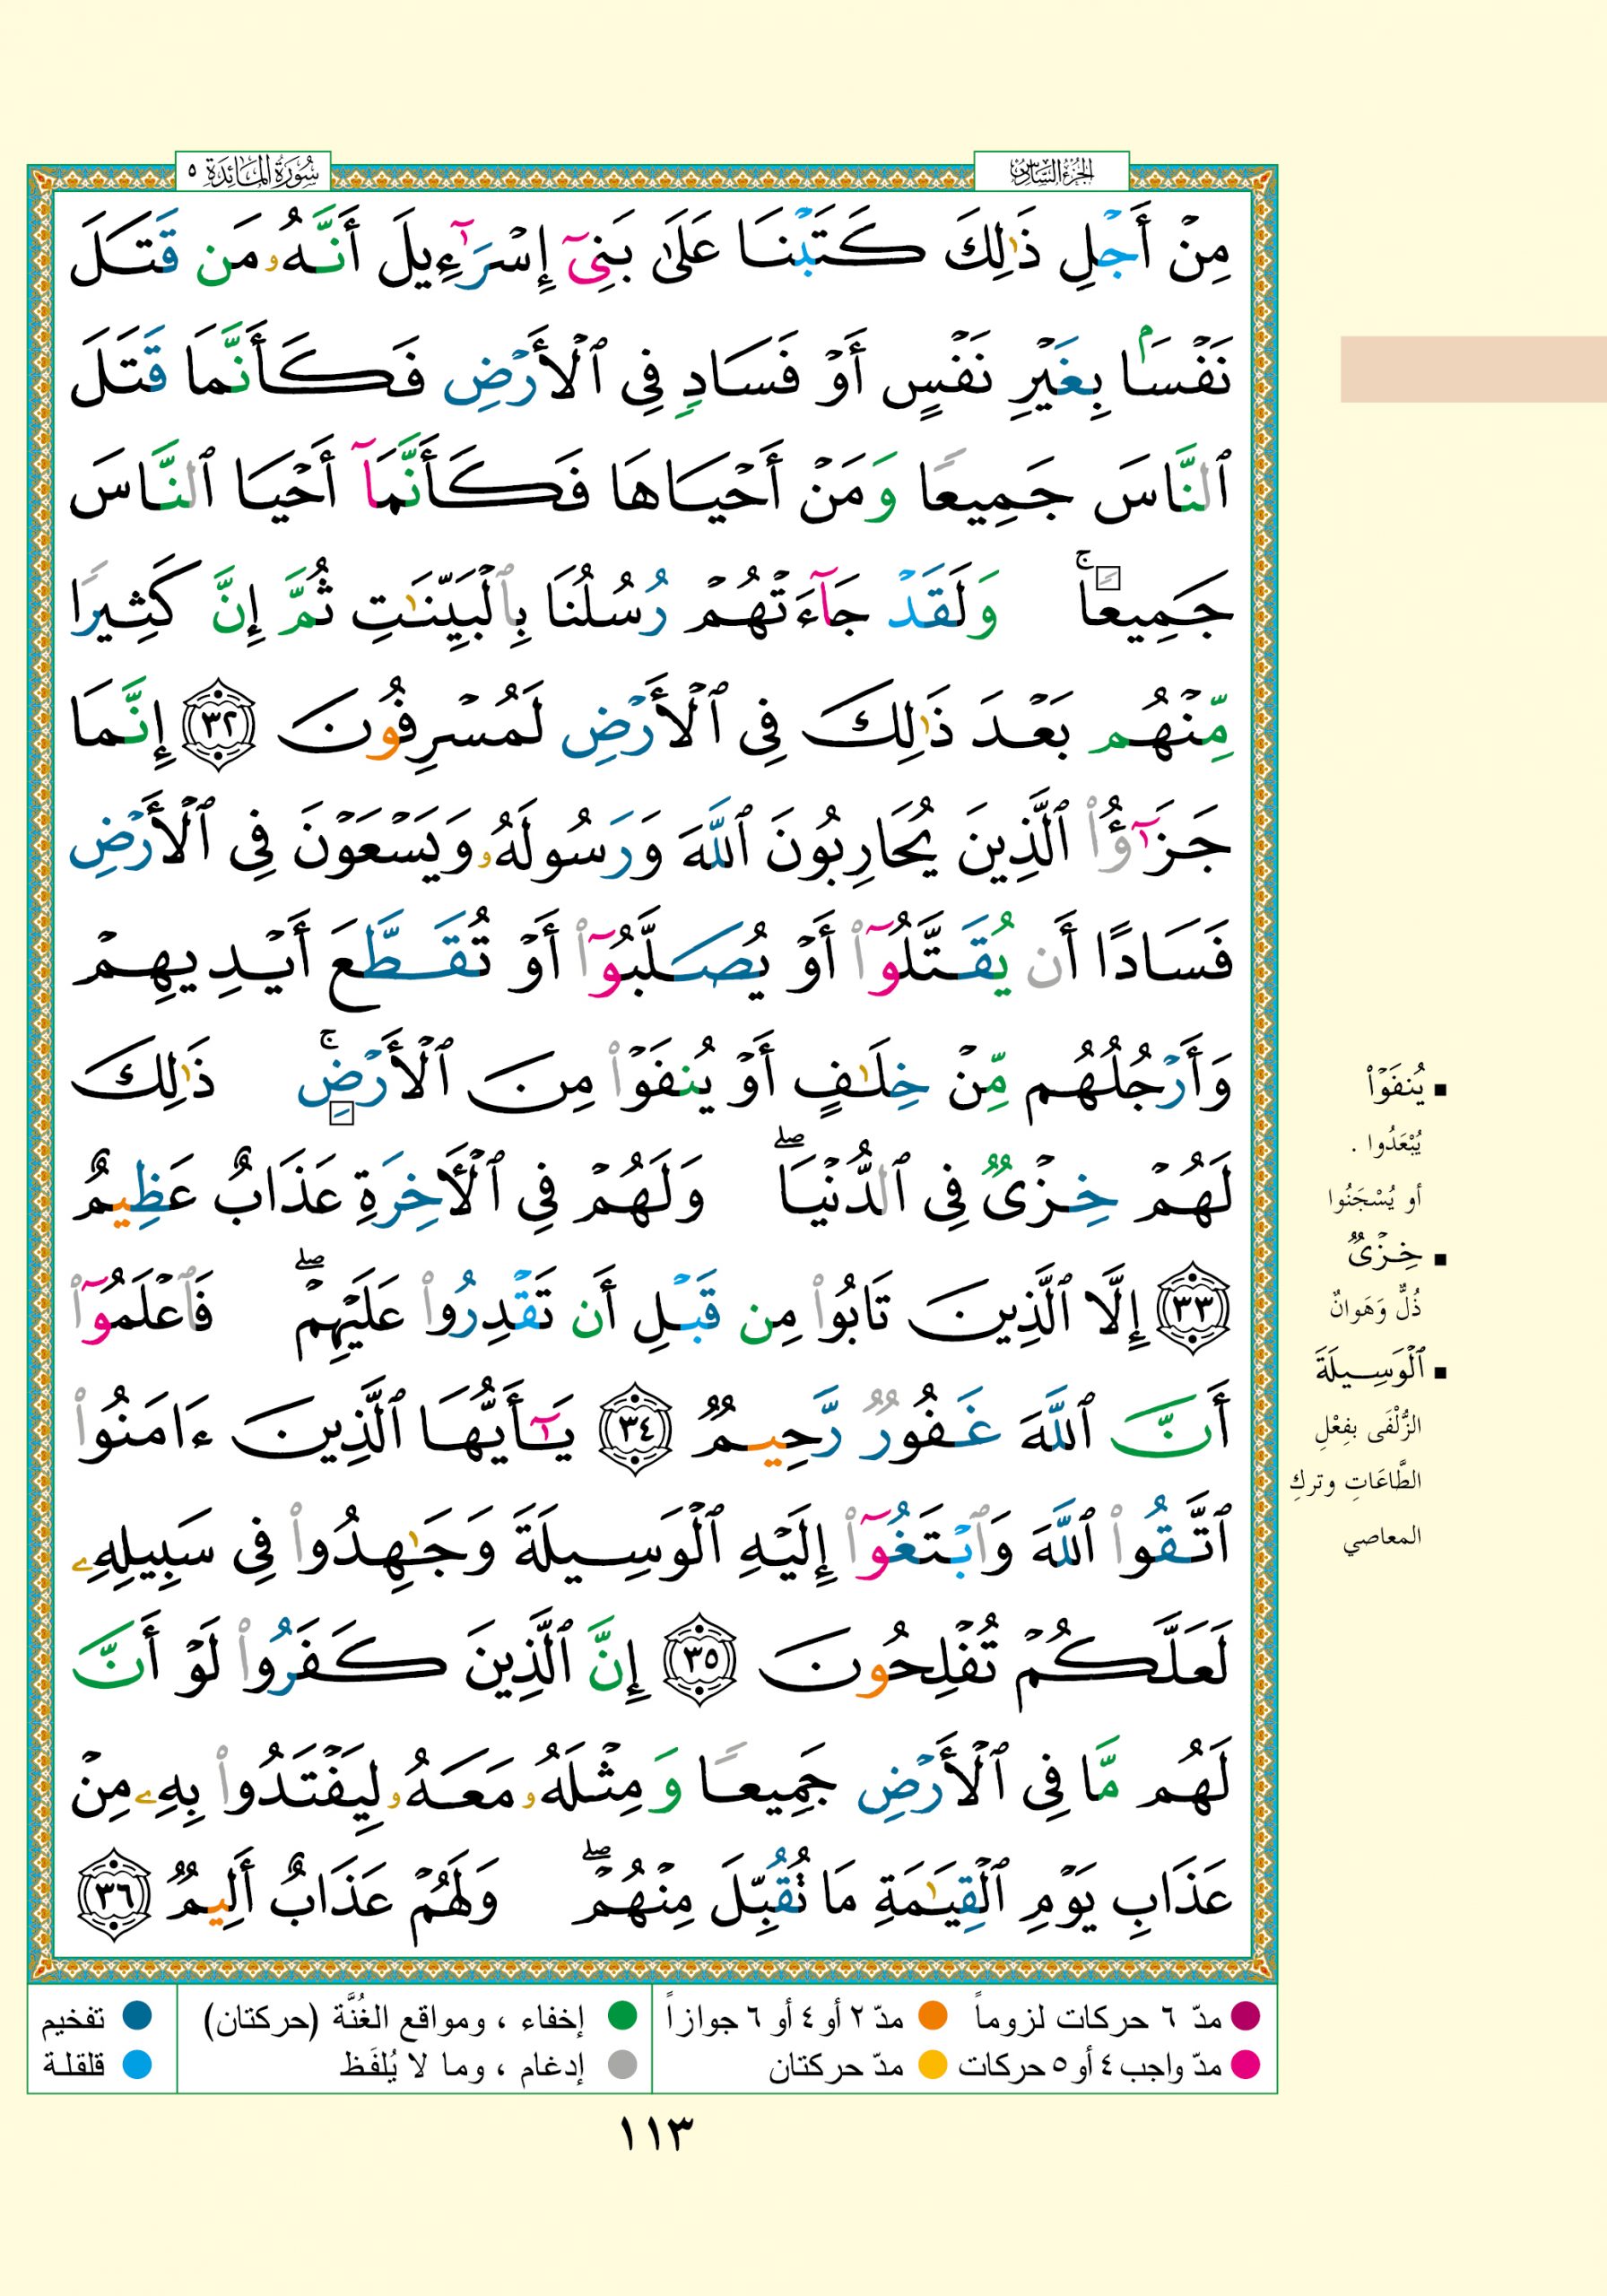 الجزء السادس
سورة المائدة ٥
مِنْ أَجْلِ ذَٰلِكَ كَتَبْنَا عَلَىٰ بَنِىٓ إِسْرَٰٓءِيلَ أَنَّهُۥ مَن قَتَلَ
نَفْسَۢا بِغَيْرِ نَفْسٍ أَوْ فَسَادٍ فِى ٱلْأَرْضِ فَكَأَنَّمَا قَتَلَ
ٱلنَّاسَ جَمِيعًا وَمَنْ أَحْيَاهَا فَكَأَنَّمَآ أَحْيَا ٱلنَّاسَ
جَمِيعًا ۚ وَلَقَدْ جَآءَتْهُمْ رُسُلُنَا بِٱلْبَيِّنَٰتِ ثُمَّ إِنَّ كَثِيرًا
مِّنْهُم بَعْدَ ذَٰلِكَ فِى ٱلْأَرْضِ لَمُسْرِفُونَ ٣٢ إِنَّمَا
جَزَٰٓؤُا۟ ٱلَّذِينَ يُحَارِبُونَ ٱللَّهَ وَرَسُولَهُۥ وَيَسْعَوْنَ فِى ٱلْأَرْضِ
فَسَادًا أَن يُقَتَّلُوٓا۟ أَوْ يُصَلَّبُوٓا۟ أَوْ تُقَطَّعَ أَيْدِيهِمْ
وَأَرْجُلُهُم مِّنْ خِلَٰفٍ أَوْ يُنفَوْا۟ مِنَ ٱلْأَرْضِ ۚ ذَٰلِكَ
لَهُمْ خِزْىٌ فِى ٱلدُّنْيَا ۖ وَلَهُمْ فِى ٱلْأَخِرَةِ عَذَابٌ عَظِيمٌ
٣٣ إِلَّا ٱلَّذِينَ تَابُوا۟ مِن قَبْلِ أَن تَقْدِرُوا۟ عَلَيْهِمْ ۖ فَٱعْلَمُوٓا۟
أَنَّ ٱللَّهَ غَفُورٌ رَّحِيمٌ ٣٤ يَٰٓأَيُّهَا ٱلَّذِينَ ءَامَنُوا۟
ٱتَّقُوا۟ ٱللَّهَ وَٱبْتَغُوٓا۟ إِلَيْهِ ٱلْوَسِيلَةَ وَجَٰهِدُوا۟ فِى سَبِيلِهِۦ
لَعَلَّكُمْ تُفْلِحُونَ ٣٥ إِنَّ ٱلَّذِينَ كَفَرُوا۟ لَوْ أَنَّ
لَهُم مَّا فِى ٱلْأَرْضِ جَمِيعًا وَمِثْلَهُۥ مَعَهُۥ لِيَفْتَدُوا۟ بِهِۦ مِنْ
عَذَابِ يَوْمِ ٱلْقِيَٰمَةِ مَا تُقُبِّلَ مِنْهُمْ ۖ وَلَهُمْ عَذَابٌ أَلِيمٌ ٣٦
▪ يُنفَوْا۟
يُبْعَدُوا .
أو يُسْجَنُوا
▪ خِزْىٌ
ذُلٌّ وَهَوانٌ
▪ ٱلْوَسِيلَةَ
الزُّلْفَى بفِعْلِ
الطَّاعَاتِ وتركِ
المعاصي
مدّ ٦ حركات لزوماً ● مدّ ٢ أو ٤ أو ٦ جوازاً
مدّ واجب ٤ أو ٥ حركات ● مدّ حركتان
إخفاء ، ومواقع الغُنَّة (حركتان)
إدغام ، وما لا يُلفَظ
تفخيم
قلقلة
١١٣